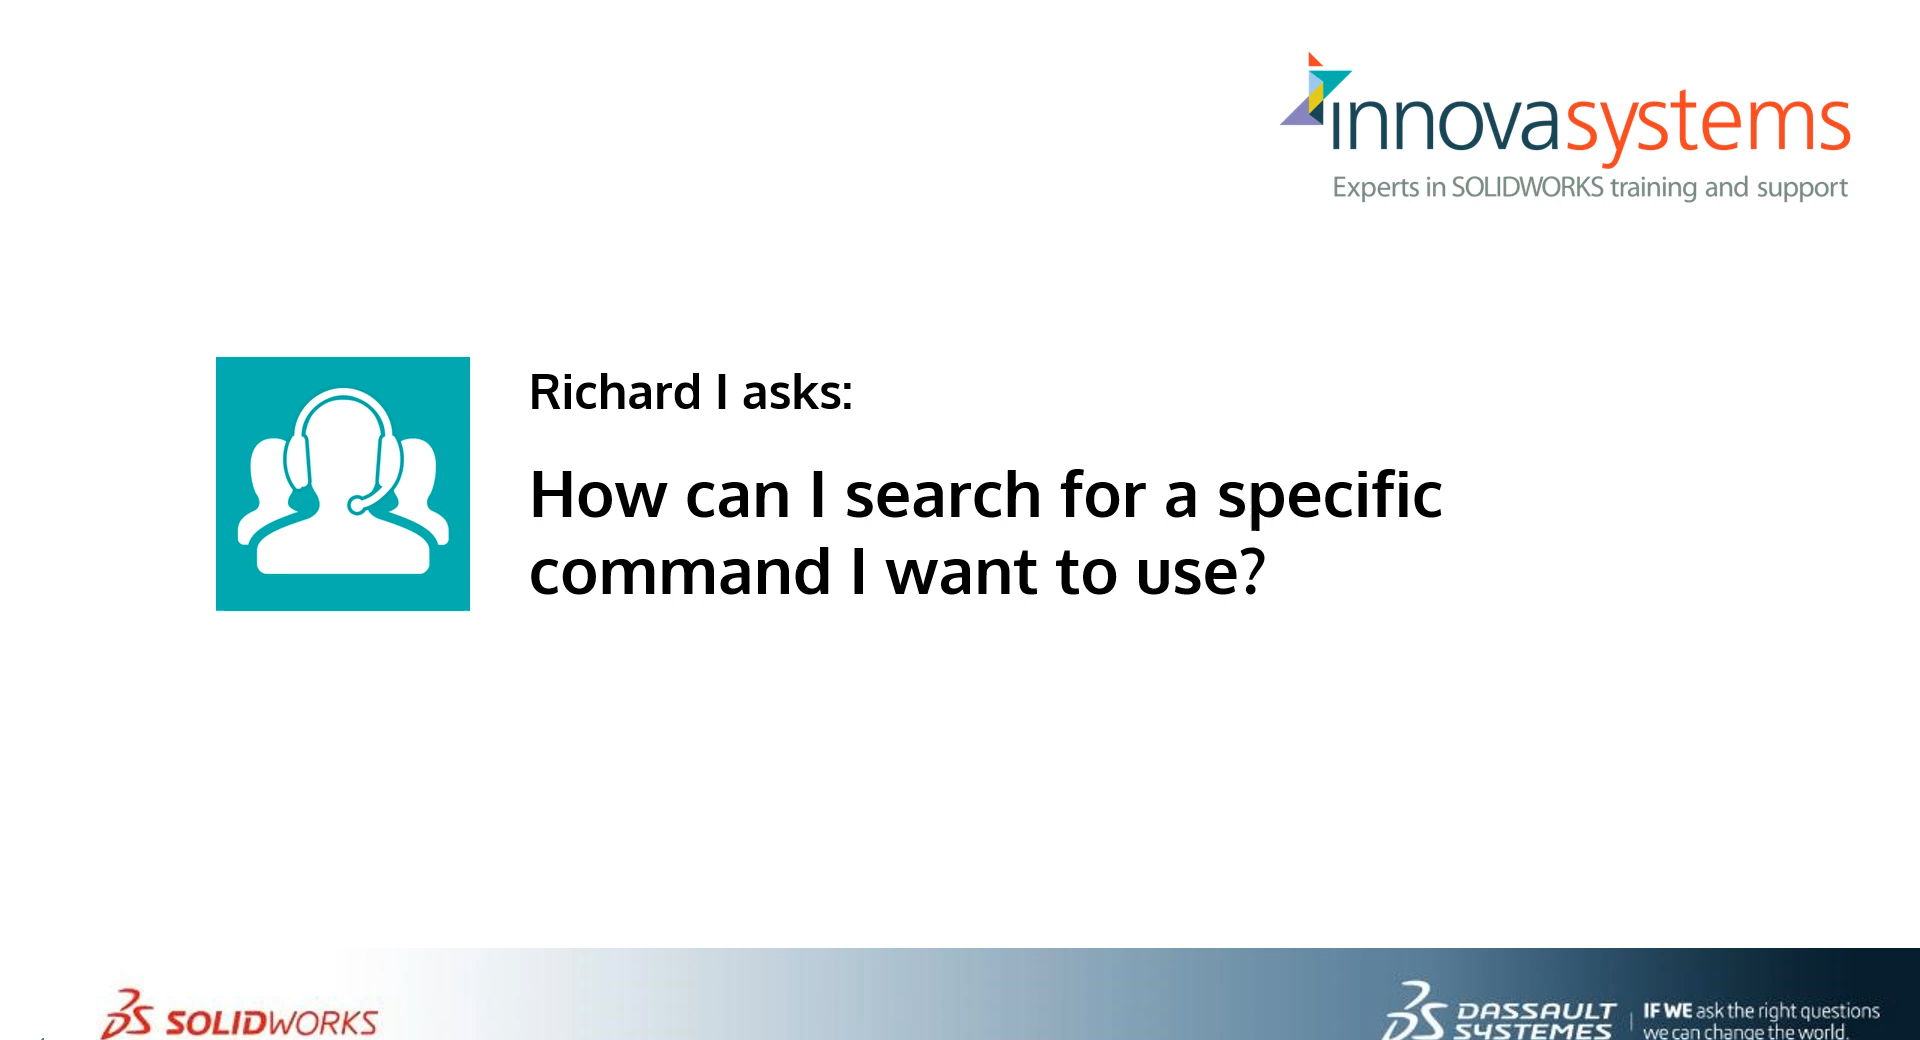 innovasystems
Experts in SOLIDWORKS training and support
Richard I asks:
How can I search for a specific
command I want to use?
SOLIDWORKS
DASSAULT
SYSTEMES
IF WE ask the right questions
we can change the world.